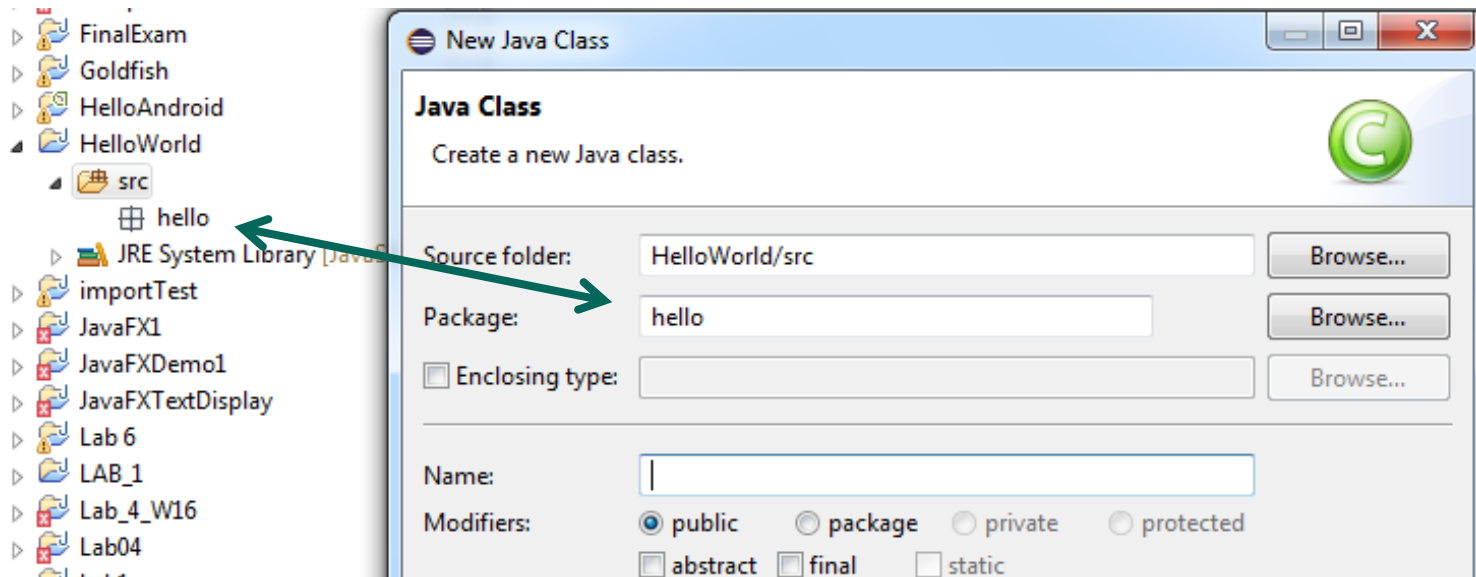 FinalExam
Goldfish
HelloAndroid
HelloWorld
src
hello
JRE System Library
importTest
JavaFX1
JavaFXDemo1
JavaFXTextDisplay
Lab 6
LAB_1
Lab_4_W16
Lab04
New Java Class
Java Class
Create a new Java class.
Source folder: HelloWorld/src Browse...
Package: hello Browse...
Enclosing type: Browse...
Name:
Modifiers: public package private protected
abstract final static